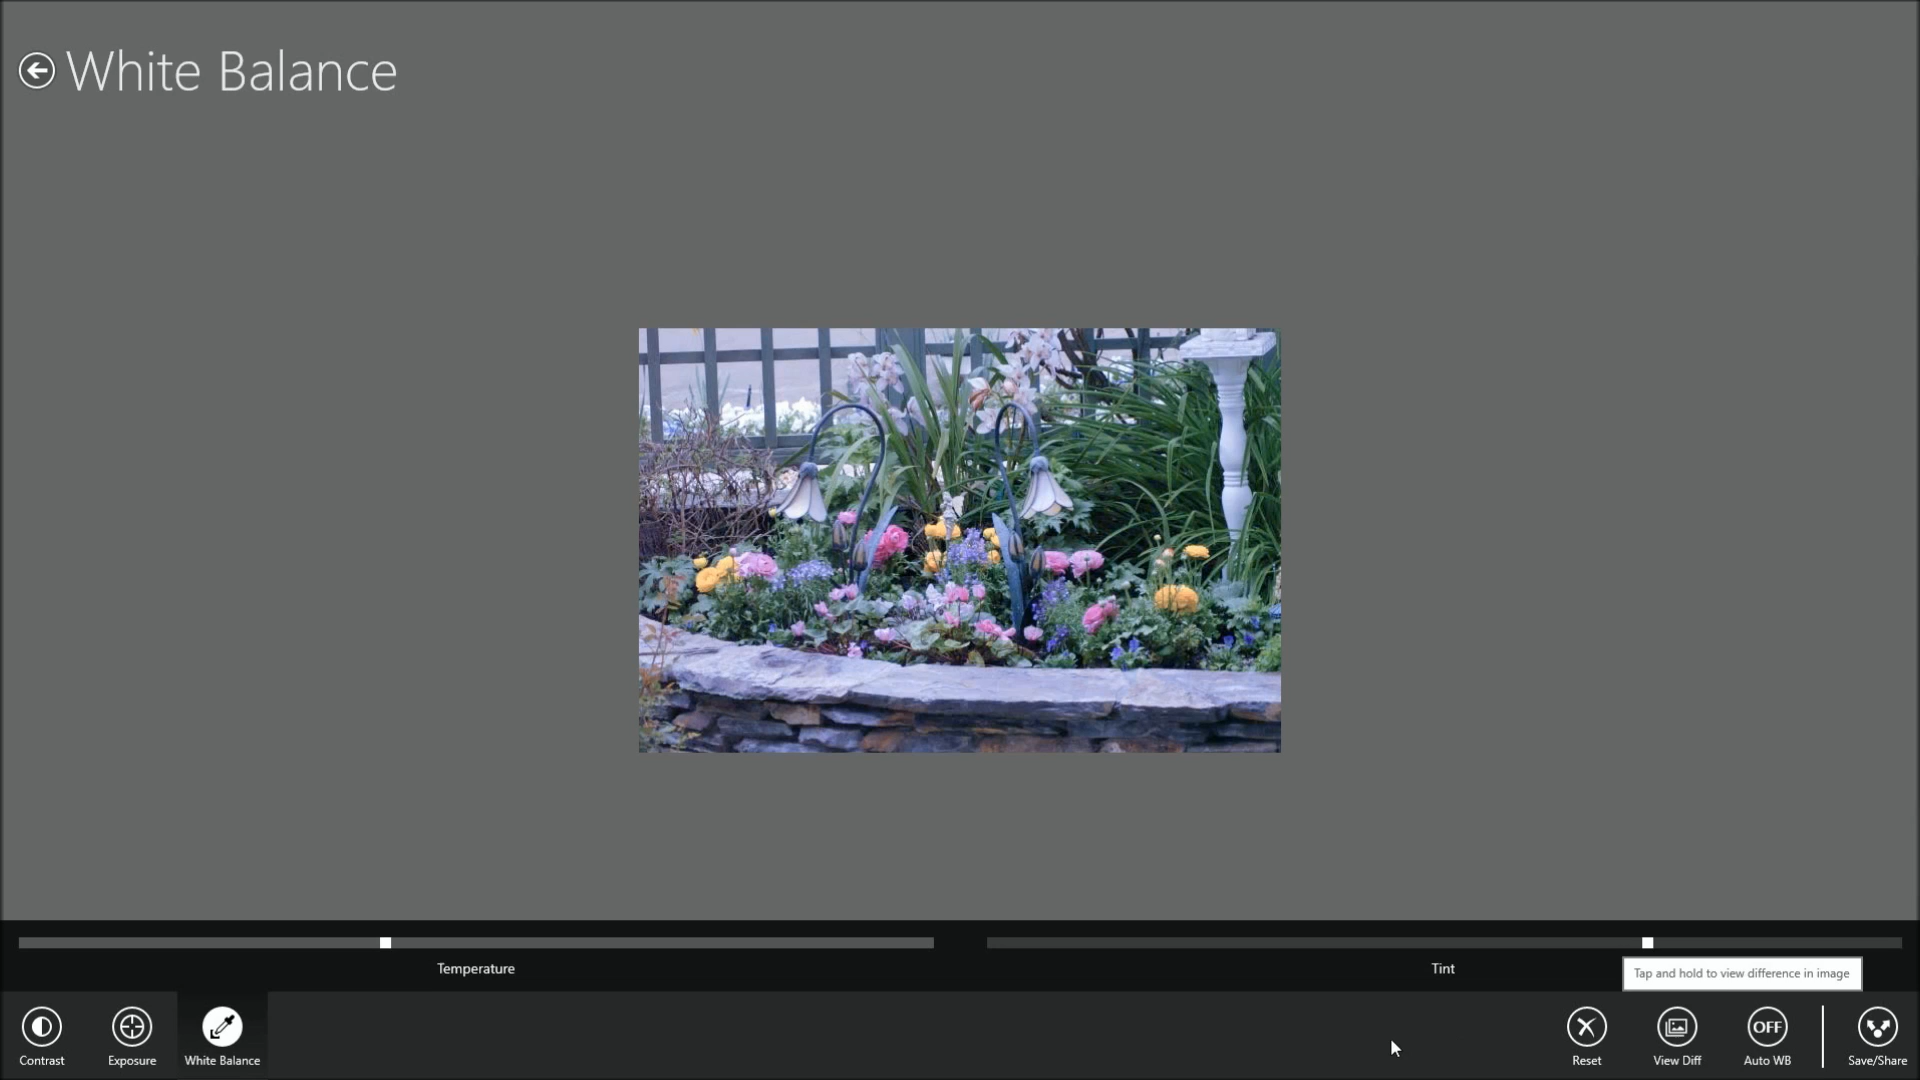 White Balance
Temperature
Tint
Tap and hold to view difference in image
Contrast
Exposure
White Balance
Reset
View Diff
OFF
Auto WB
Save/Share